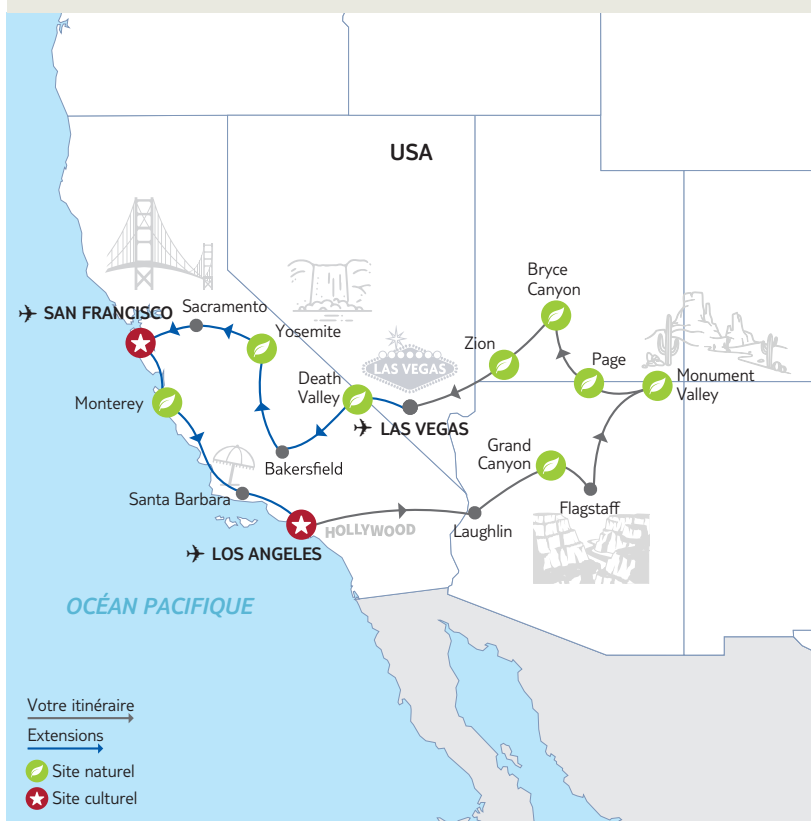 USA
Bryce
Canyon
SAN FRANCISCO
Sacramento
Yosemite
Zion
LAS VEGAS
Page
Death
Valley
Monument
Valley
Monterey
LAS VEGAS
Grand
Canyon
Bakersfield
Santa Barbara
Flagstaff
HOLLYWOOD
Laughlin
LOS ANGELES
OCÉAN PACIFIQUE
Votre itinéraire
Extensions
Site naturel
Site culturel